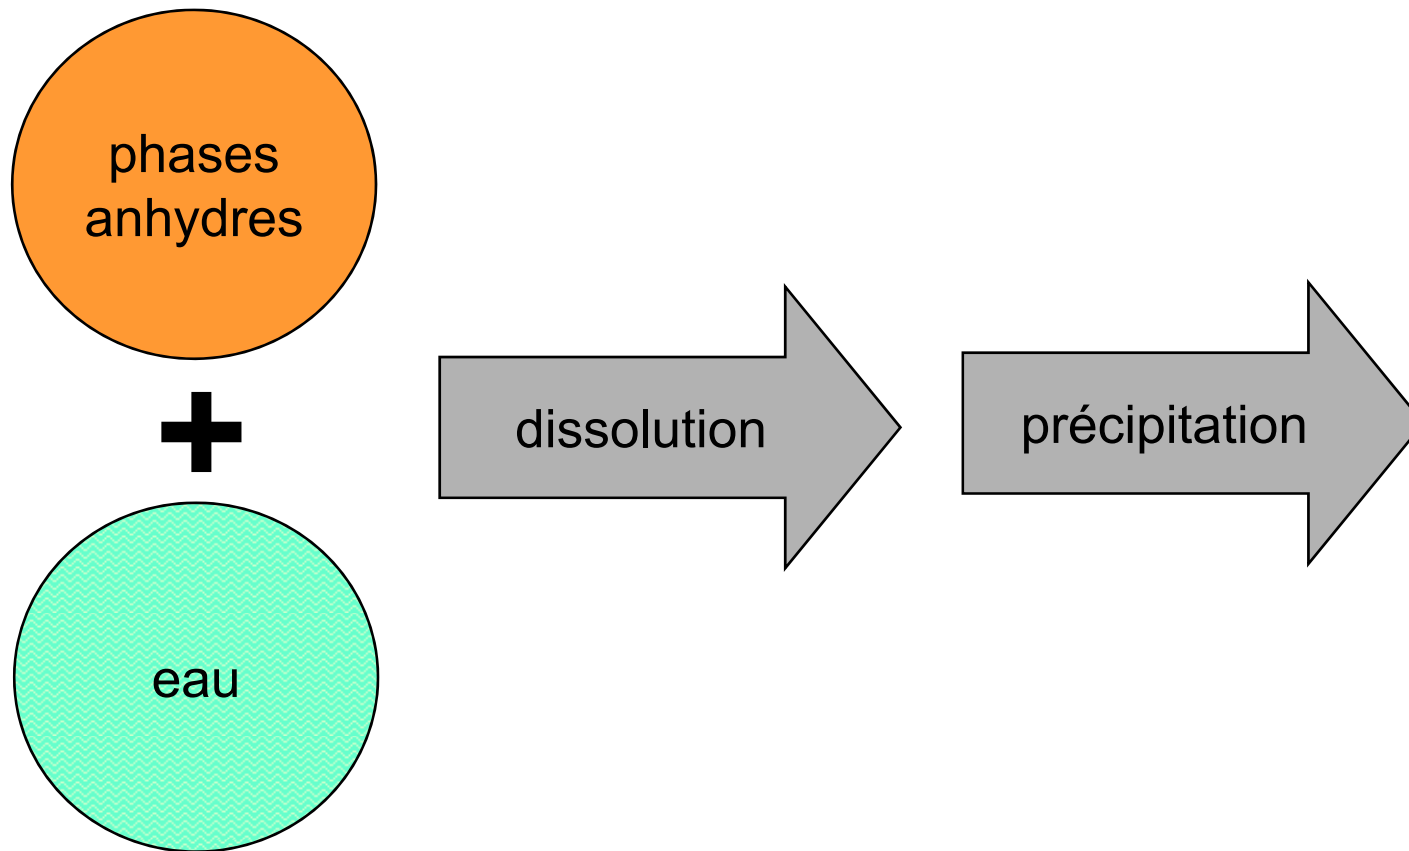 phases
anhydres
+
eau
dissolution
précipitation